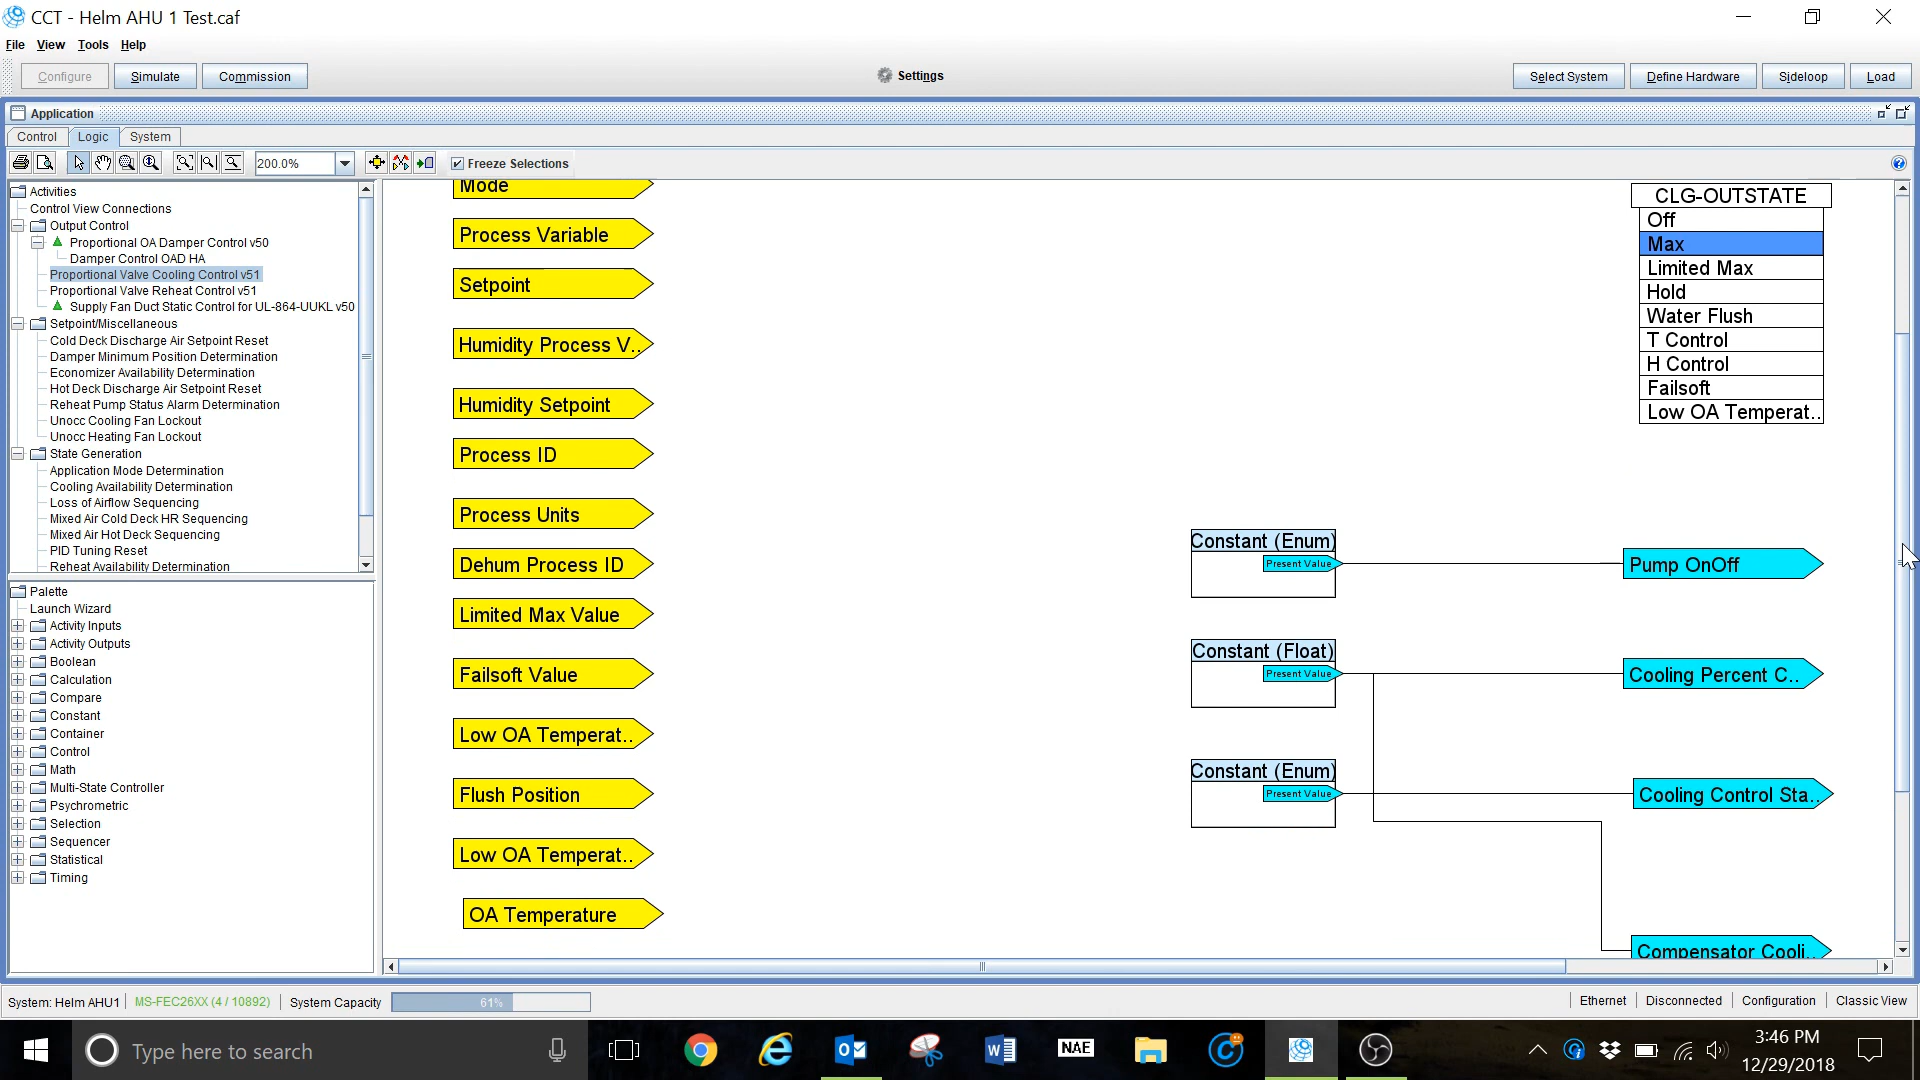 CCT - Helm AHU 1 Test.caf
File View Tools Help
Configure Simulate Commission Settings Select System Define Hardware Sideloop Load
Application
Control Logic System
200.0% Freeze Selections
Activities
Control View Connections
Output Control
Proportional OA Damper Control v50
Damper Control OAD HA
Proportional Valve Cooling Control v51
Proportional Valve Reheat Control v51
Supply Fan Duct Static Control for UL-864-UUKL v50
Setpoint/Miscellaneous
Cold Deck Discharge Air Setpoint Reset
Damper Minimum Position Determination
Economizer Availability Determination
Hot Deck Discharge Air Setpoint Reset
Reheat Pump Status Alarm Determination
Unocc Cooling Fan Lockout
Unocc Heating Fan Lockout
State Generation
Application Mode Determination
Cooling Availability Determination
Loss of Airflow Sequencing
Mixed Air Cold Deck HR Sequencing
Mixed Air Hot Deck Sequencing
PID Tuning Reset
Reheat Availability Determination
Palette
Launch Wizard
Activity Inputs
Activity Outputs
Boolean
Calculation
Compare
Constant
Container
Control
Math
Multi-State Controller
Psychrometric
Selection
Sequencer
Statistical
Timing
Mode
Process Variable
Setpoint
Humidity Process V..
Humidity Setpoint
Process ID
Process Units
Dehum Process ID
Limited Max Value
Failsoft Value
Low OA Temperat..
Flush Position
Low OA Temperat..
OA Temperature
Constant (Enum)
Present Value
Constant (Float)
Present Value
Constant (Enum)
Present Value
CLG-OUTSTATE
Off
Max
Limited Max
Hold
Water Flush
T Control
H Control
Failsoft
Low OA Temperat..
Pump OnOff
Cooling Percent C..
Cooling Control Sta..
Compensator Cooli..
System: Helm AHU1 MS-FEC26XX (4 / 10892) System Capacity 61% Ethernet Disconnected Configuration Classic View
Type here to search NAE 3:46 PM
12/29/2018